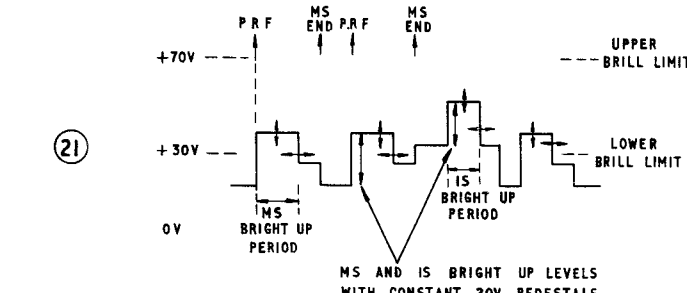 PRF
MS
END
PRF
MS
END
+70V
UPPER
BRILL LIMIT
21
+30V
LOWER
BRILL LIMIT
MS
BRIGHT UP
PERIOD
IS
BRIGHT UP
PERIOD
0V
MS AND IS BRIGHT UP LEVELS
WITH CONSTANT 30V PEDESTALS